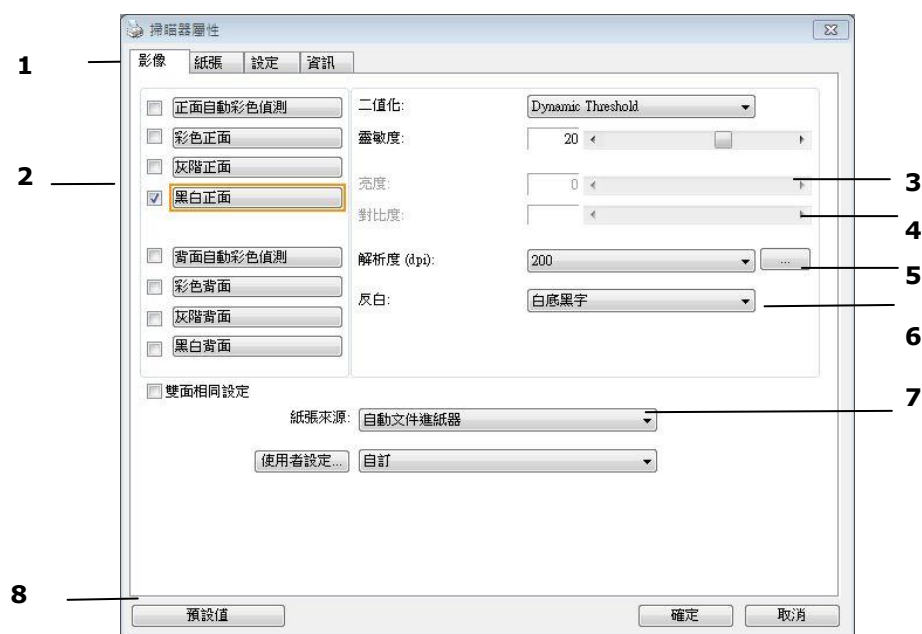 掃瞄器屬性
1
影像 紙張 設定 資訊
正面自動彩色偵測
彩色正面
灰階正面
2
黑白正面
背面自動彩色偵測
彩色背面
灰階背面
黑白背面
二值化: Dynamic Threshold
靈敏度: 20
亮度: 0
3
對比度:
4
解析度 (dpi): 200 ...
5
反白: 白底黑字
6
雙面相同設定
7
紙張來源: 自動文件進紙器
使用者設定... 自訂
8
預設值 確定 取消